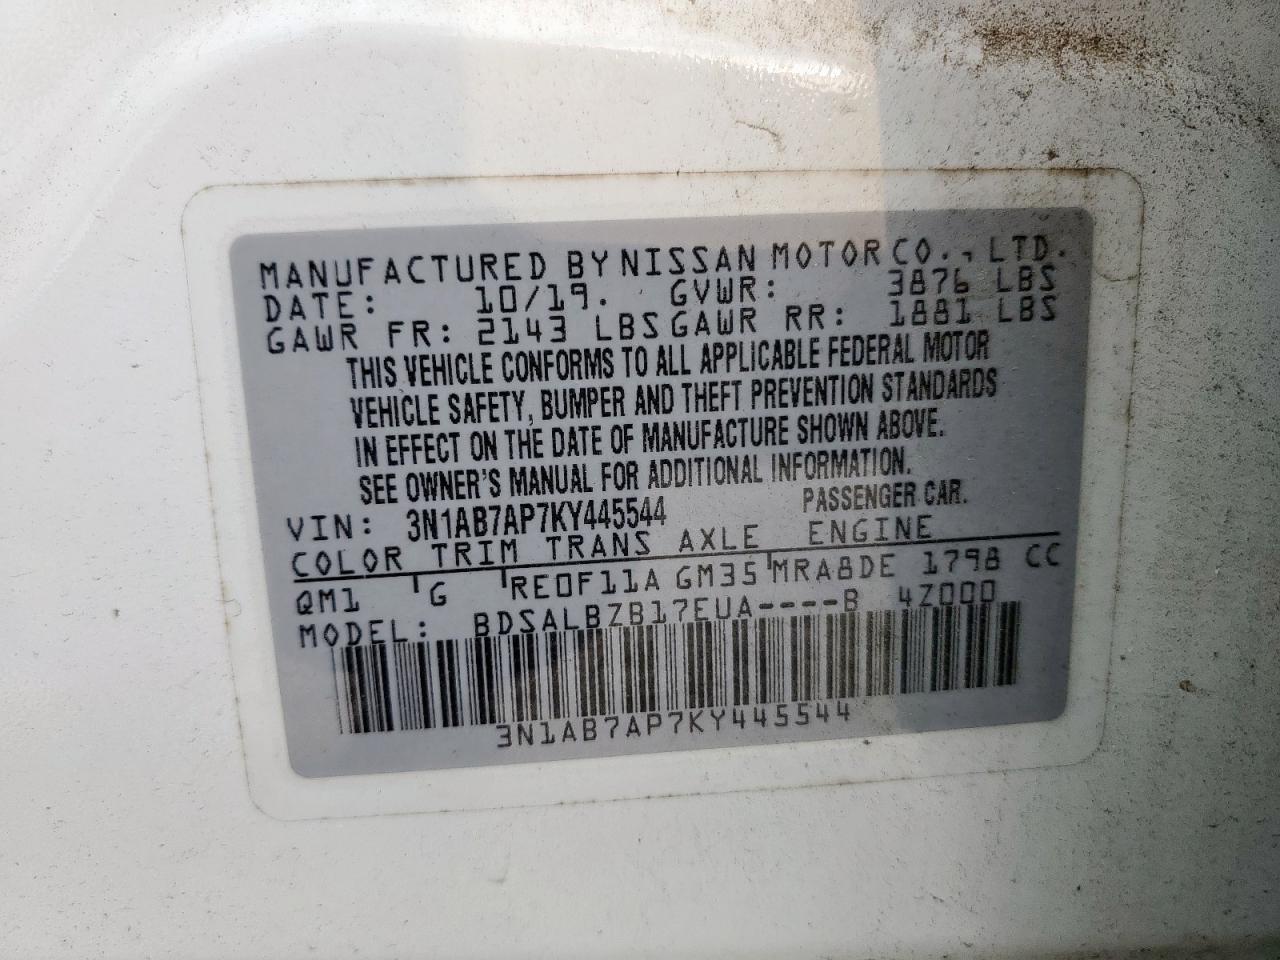 MANUFACTURED BY NISSAN MOTOR CO., LTD.
DATE: 10/19. GVWR: 3876 LBS
GAWR FR: 2143 LBS GAWR RR: 1881 LBS
THIS VEHICLE CONFORMS TO ALL APPLICABLE FEDERAL MOTOR
VEHICLE SAFETY, BUMPER AND THEFT PREVENTION STANDARDS
IN EFFECT ON THE DATE OF MANUFACTURE SHOWN ABOVE.
SEE OWNER'S MANUAL FOR ADDITIONAL INFORMATION.
VIN: 3N1AB7AP7KY445544 PASSENGER CAR.
COLOR TRIM TRANS AXLE ENGINE
QM1 G RE0F11A GM35 MRA8DE 1798 CC
MODEL: BDSALBZB17EUA----B 4Z000
3N1AB7AP7KY445544